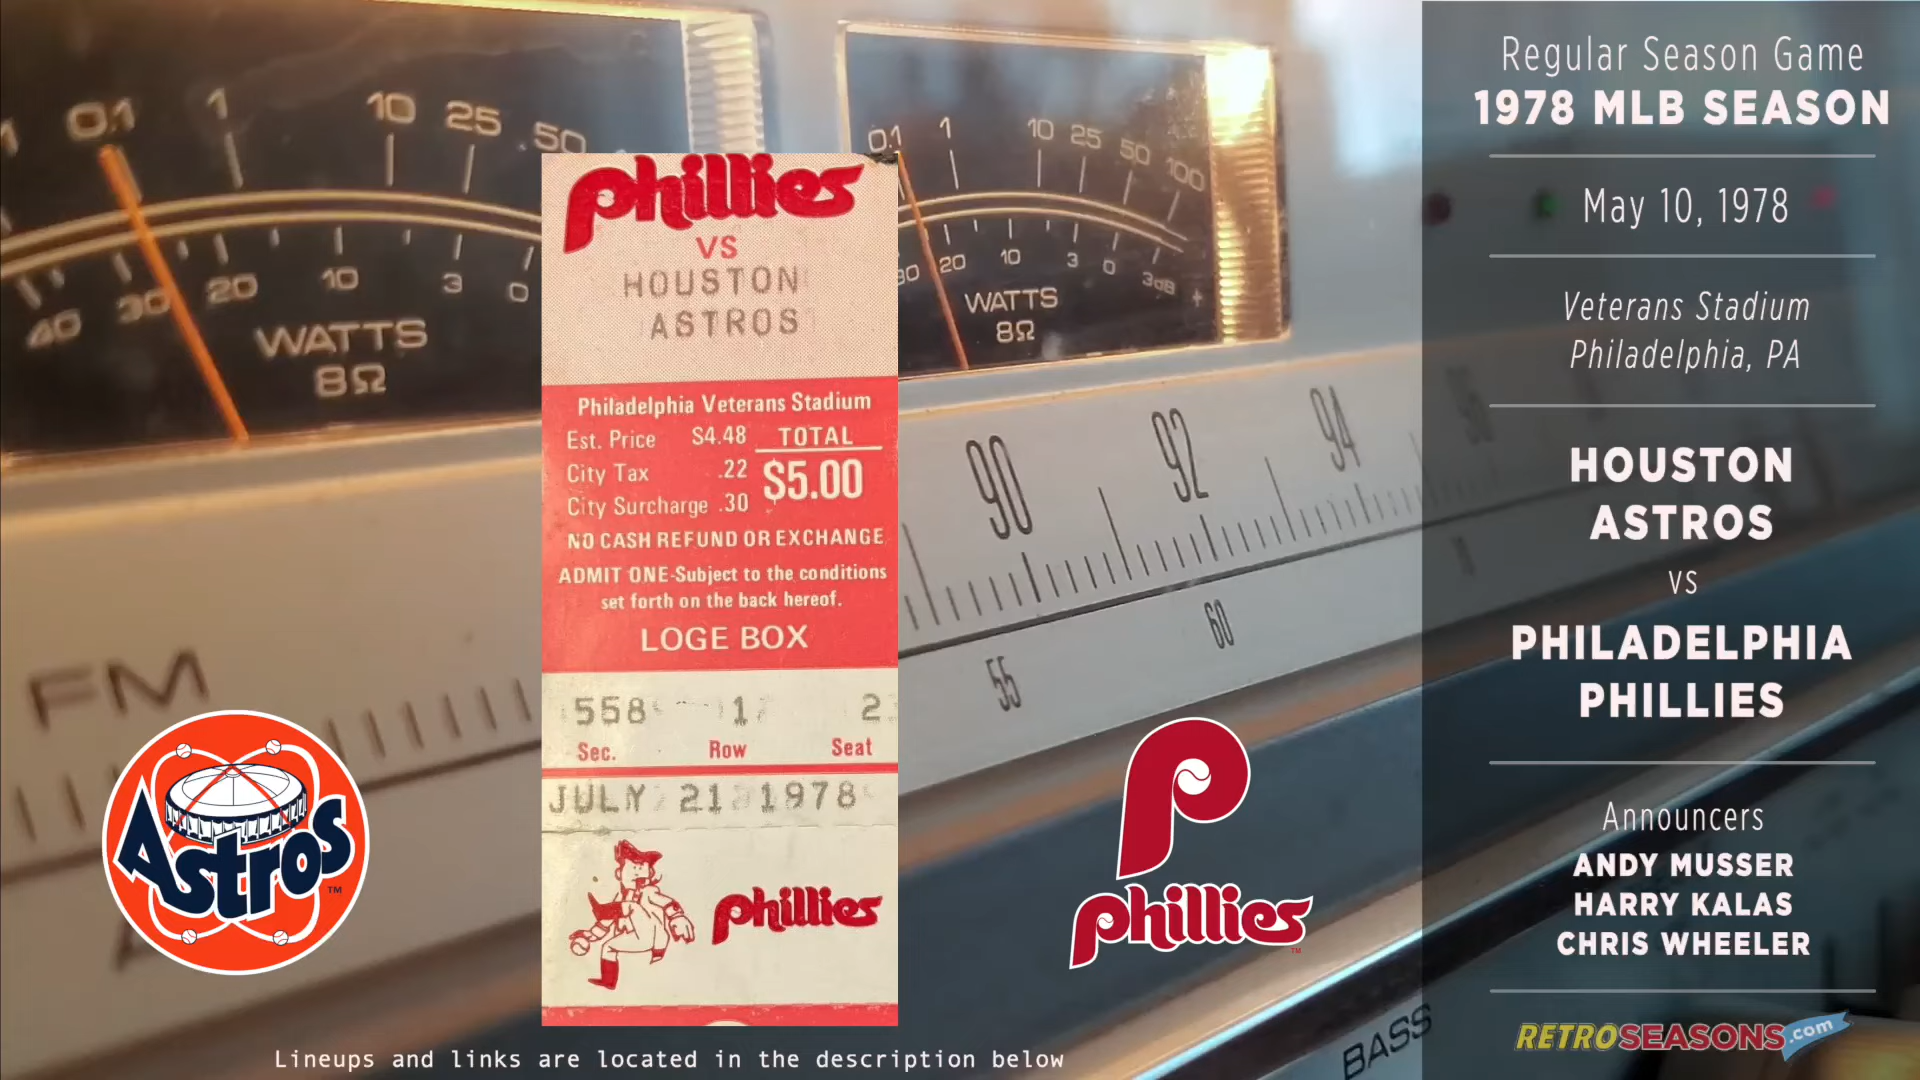 0.1 1 10 25 50
40 30 20 10 3 0
WATTS
8Ω
0.1 1 10 25 50 100
30 20 10 3 0 3dB +
WATTS
8Ω
90 92 94
55 60
FM
BASS
Astros
TM
phillies
VS
HOUSTON
ASTROS
Philadelphia Veterans Stadium
Est. Price $4.48 TOTAL
City Tax .22 $5.00
City Surcharge .30
NO CASH REFUND OR EXCHANGE
ADMIT ONE-Subject to the conditions
set forth on the back hereof.
LOGE BOX
558 1 2
Sec. Row Seat
JULY 21 1978
phillies
P
phillies
TM
Regular Season Game
1978 MLB SEASON
May 10, 1978
Veterans Stadium
Philadelphia, PA
HOUSTON
ASTROS
VS
PHILADELPHIA
PHILLIES
Announcers
ANDY MUSSER
HARRY KALAS
CHRIS WHEELER
RETROSEASONS.com
Lineups and links are located in the description below